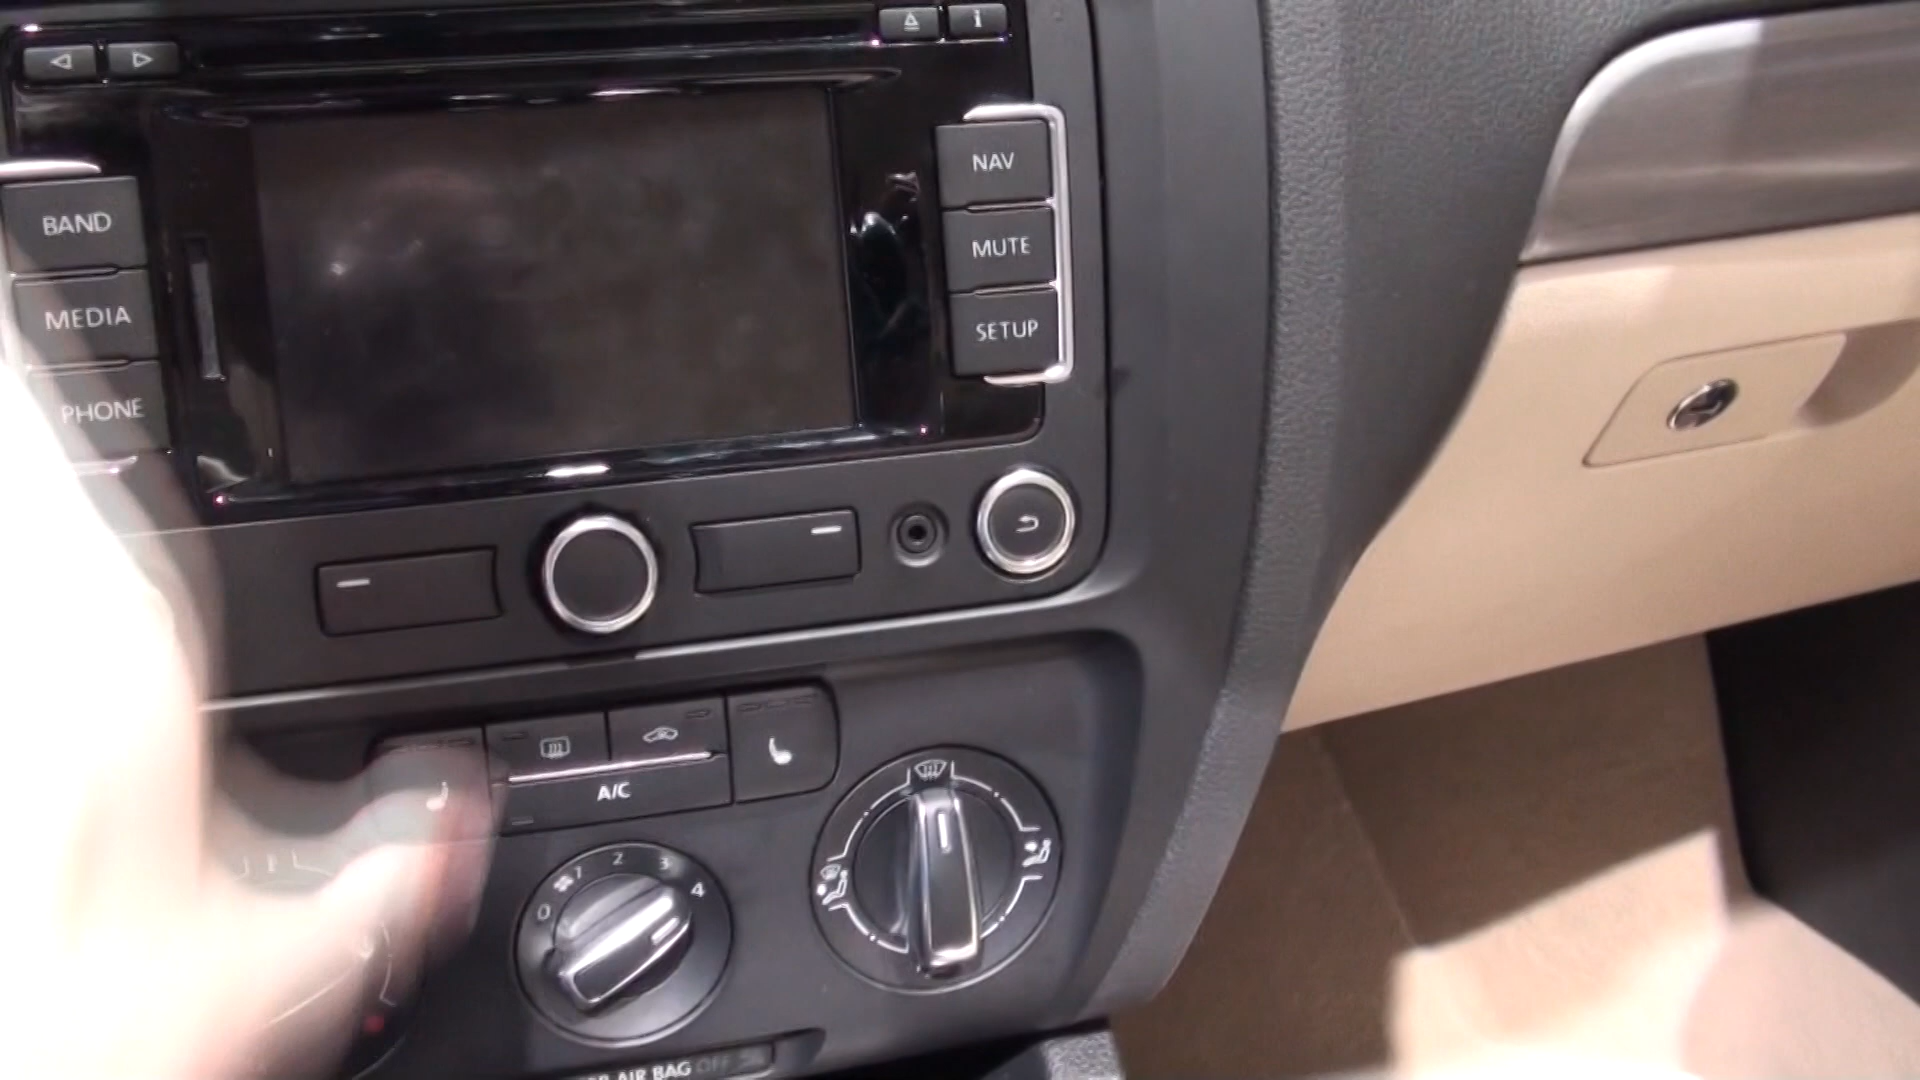 i
NAV
BAND
MUTE
MEDIA
SETUP
PHONE
A/C
0 1 2 3 4
AIR BAG OFF